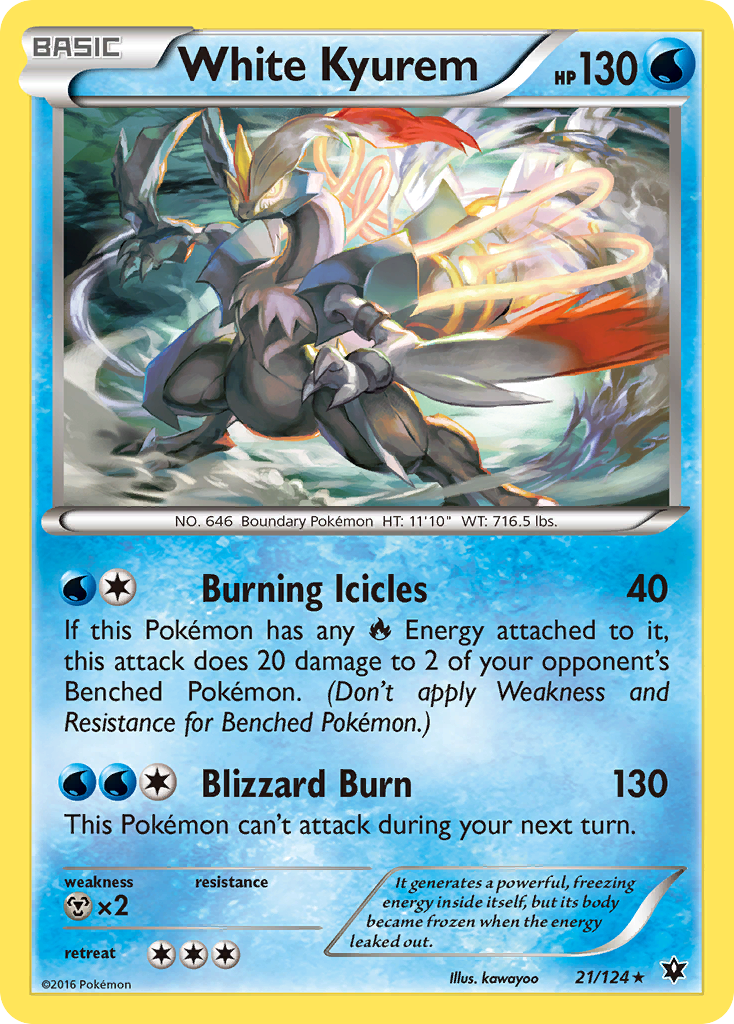 BASIC
White Kyurem
HP130
NO. 646 Boundary Pokémon HT: 11'10" WT: 716.5 lbs.
Burning Icicles 40
If this Pokémon has any Energy attached to it,
this attack does 20 damage to 2 of your opponent's
Benched Pokémon. (Don't apply Weakness and
Resistance for Benched Pokémon.)
Blizzard Burn 130
This Pokémon can't attack during your next turn.
weakness resistance
×2
It generates a powerful, freezing
energy inside itself, but its body
became frozen when the energy
leaked out.
retreat
©2016 Pokémon
Illus. kawayoo 21/124★